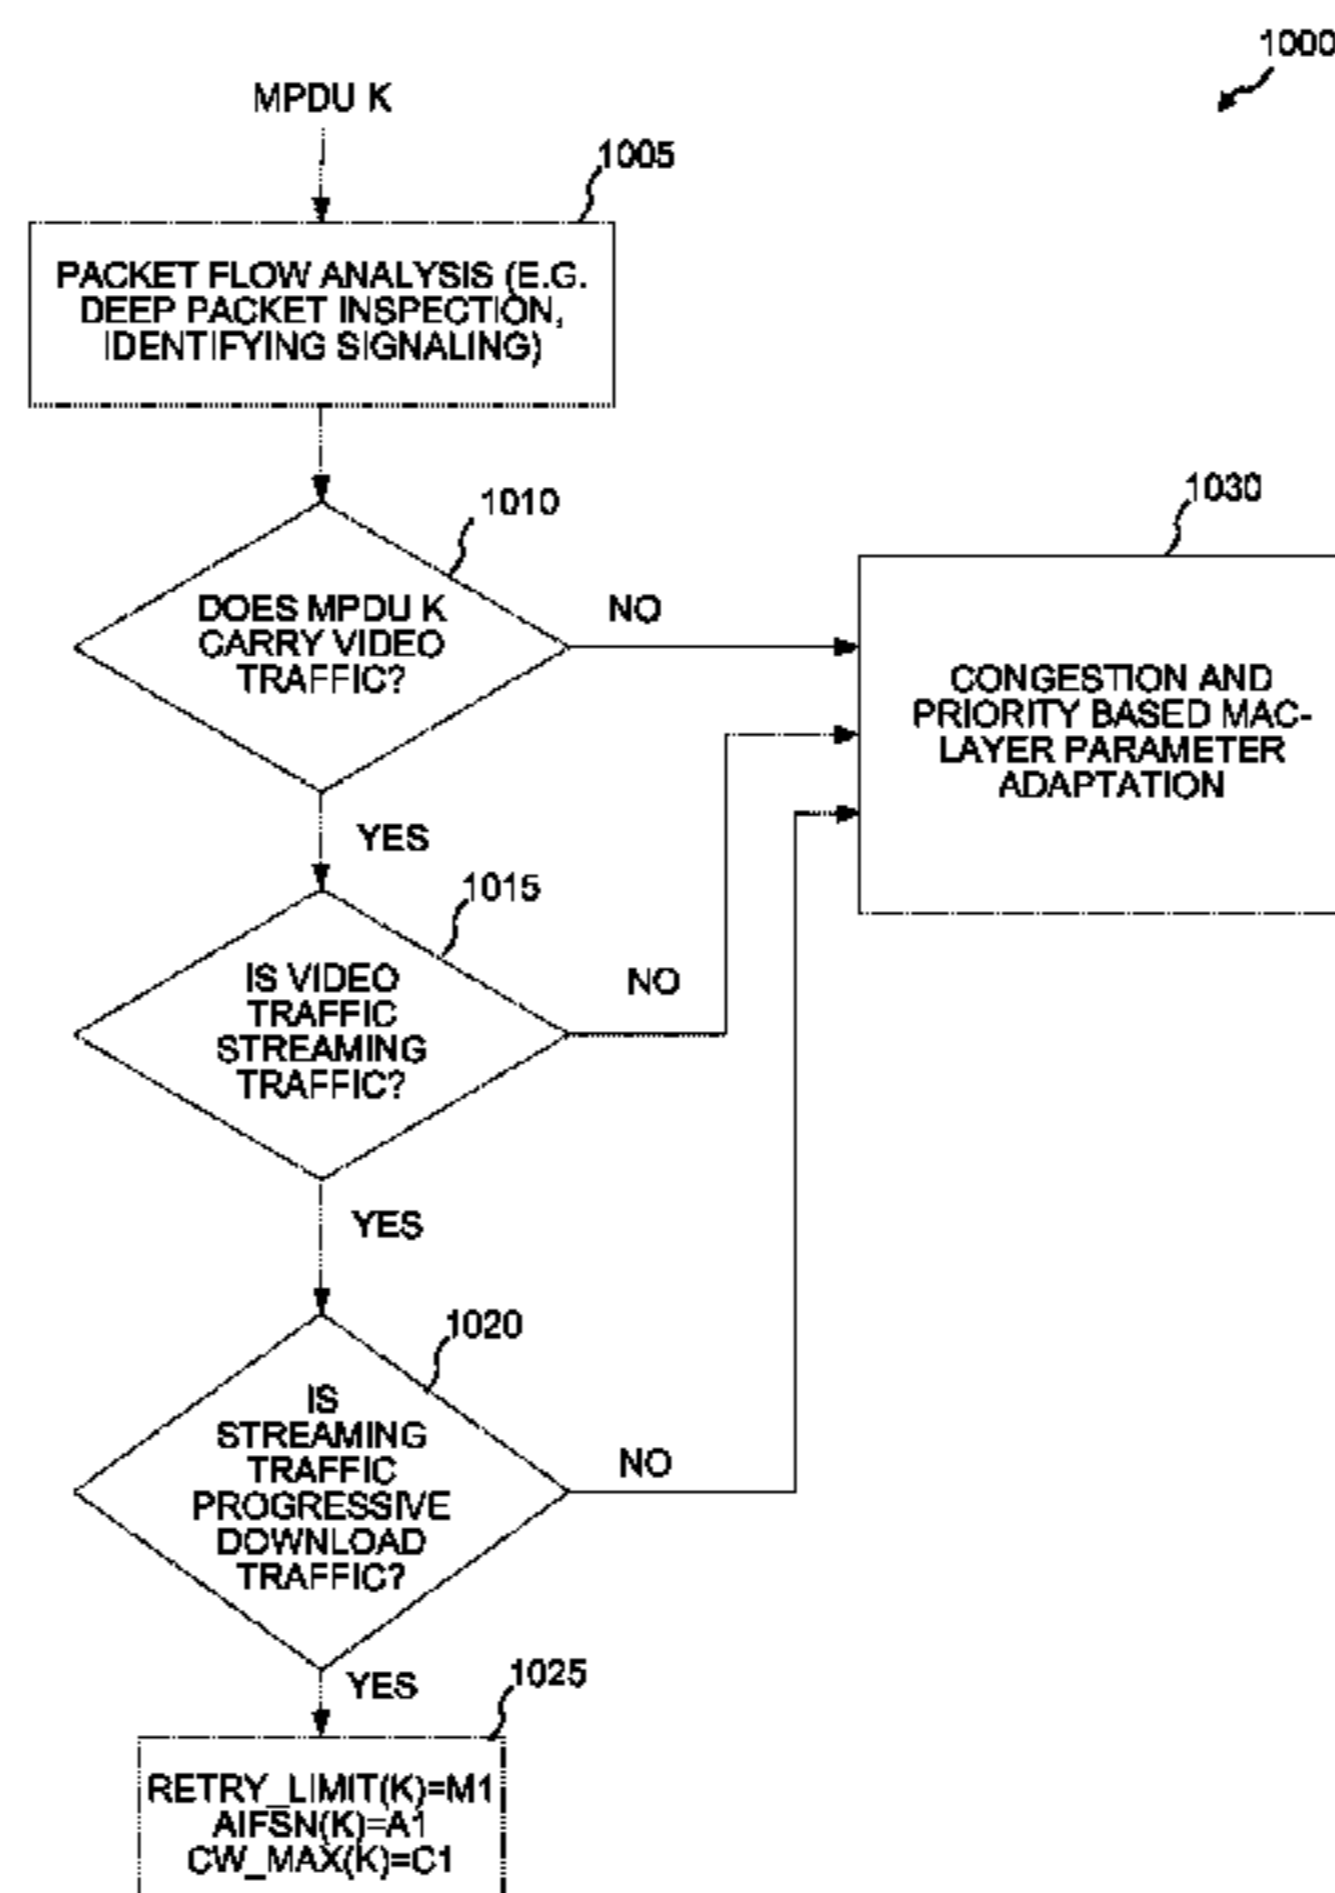 1000
MPDU K
1005
PACKET FLOW ANALYSIS (E.G.
DEEP PACKET INSPECTION,
IDENTIFYING SIGNALING)
1010
DOES MPDU K
CARRY VIDEO
TRAFFIC?
NO
YES
1030
CONGESTION AND
PRIORITY BASED MAC-
LAYER PARAMETER
ADAPTATION
1015
IS VIDEO
TRAFFIC
STREAMING
TRAFFIC?
NO
YES
1020
IS
STREAMING
TRAFFIC
PROGRESSIVE
DOWNLOAD
TRAFFIC?
NO
YES
1025
RETRY_LIMIT(K)=M1
AIFSN(K)=A1
CW_MAX(K)=C1